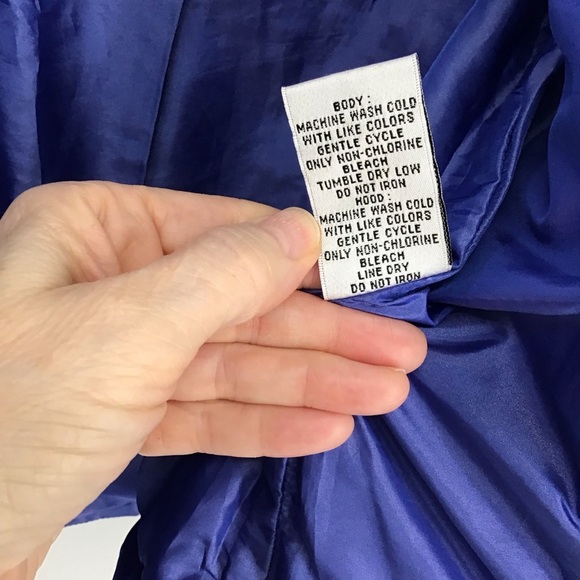 BODY :
MACHINE WASH COLD
WITH LIKE COLORS
GENTLE CYCLE
ONLY NON-CHLORINE
BLEACH
TUMBLE DRY LOW
DO NOT IRON
HOOD :
MACHINE WASH COLD
WITH LIKE COLORS
GENTLE CYCLE
ONLY NON-CHLORINE
BLEACH
LINE DRY
DO NOT IRON